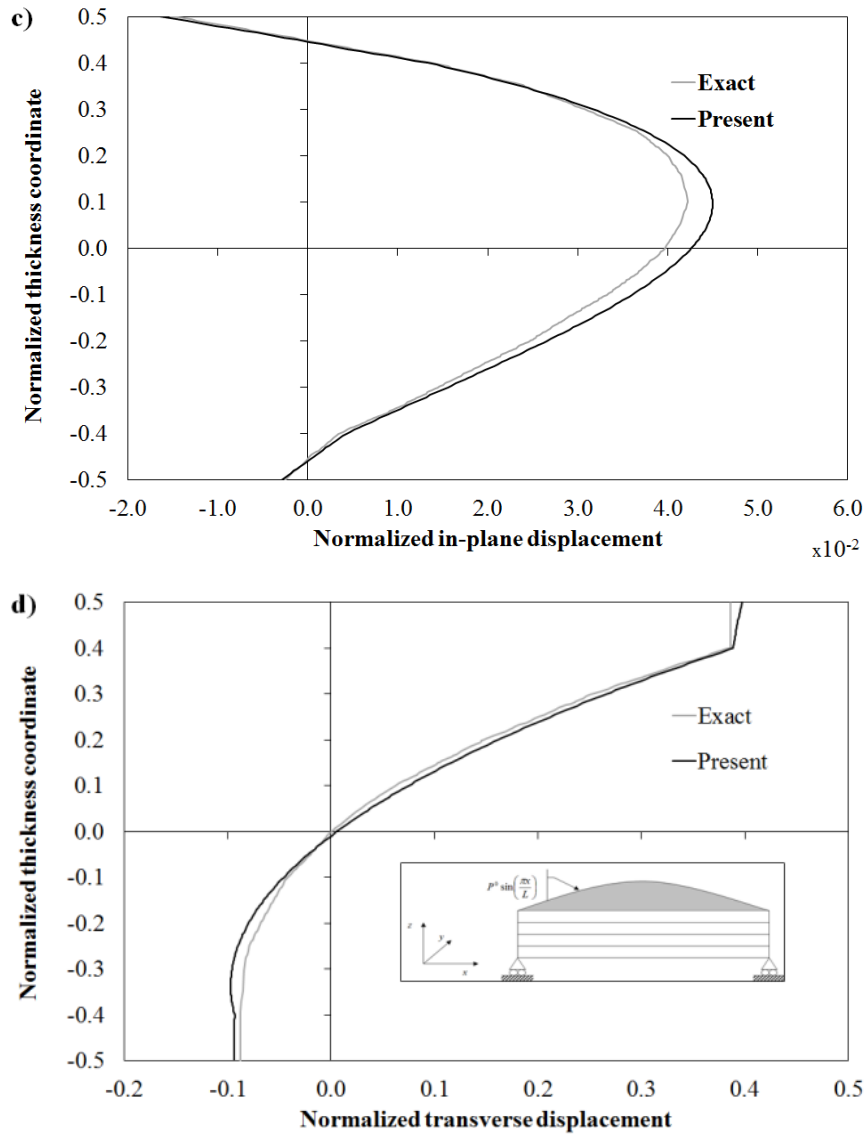 c)
Normalized thickness coordinate
0.5
0.4
0.3
0.2
0.1
0.0
-0.1
-0.2
-0.3
-0.4
-0.5
Exact
Present
-2.0 -1.0 0.0 1.0 2.0 3.0 4.0 5.0 6.0
Normalized in-plane displacement
x10-2
d)
Normalized thickness coordinate
0.5
0.4
0.3
0.2
0.1
0.0
-0.1
-0.2
-0.3
-0.4
-0.5
Exact
Present
P⁰ sin(πx/L)
z
y
x
-0.2 -0.1 0.0 0.1 0.2 0.3 0.4 0.5
Normalized transverse displacement